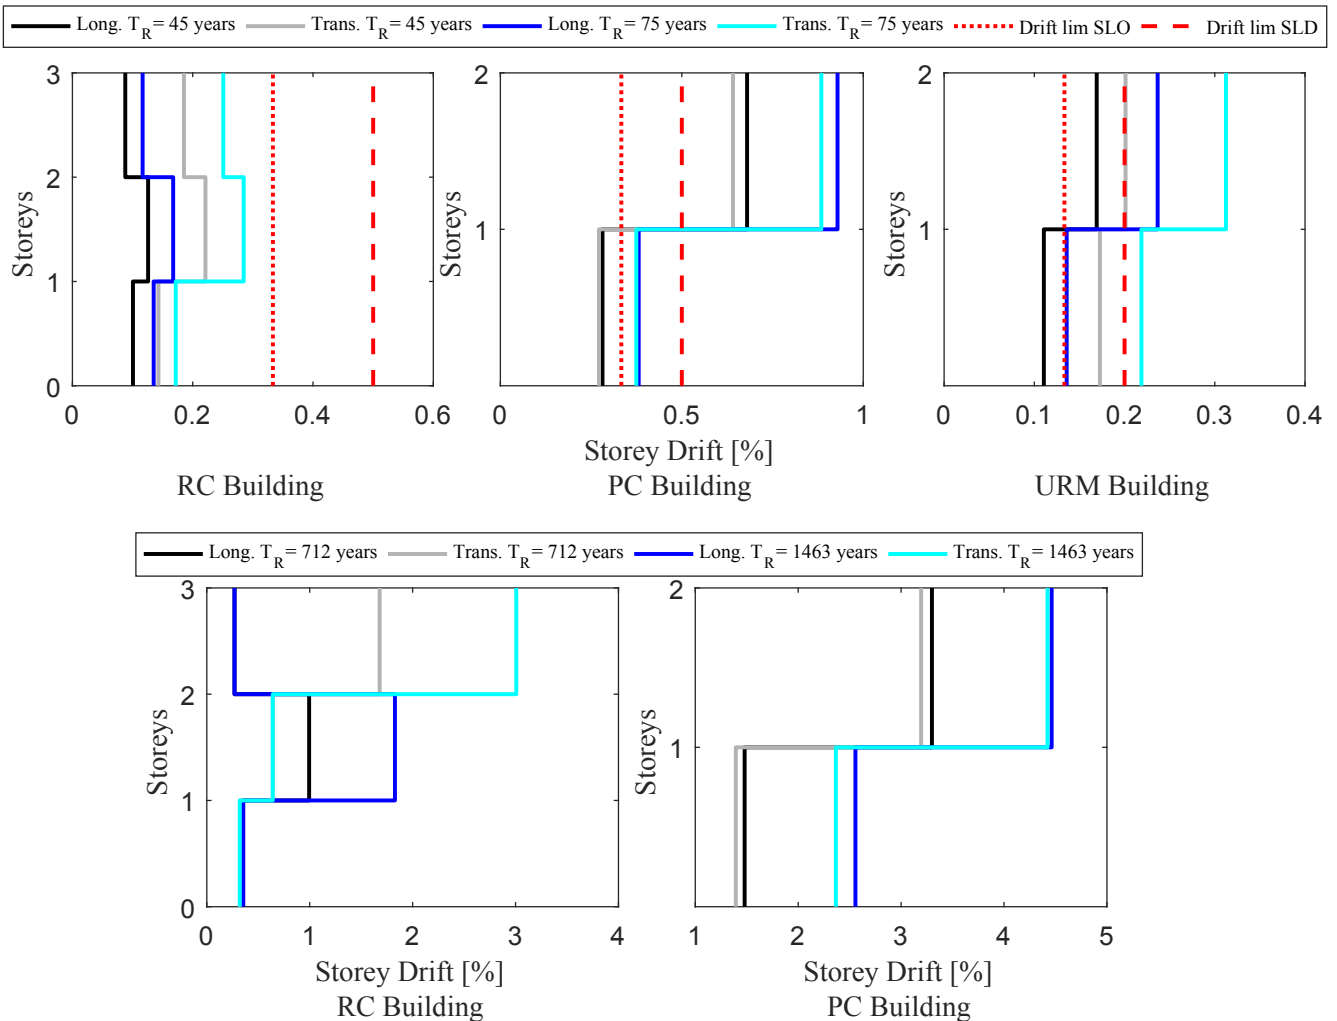 Long. T_R = 45 years Trans. T_R = 45 years Long. T_R = 75 years Trans. T_R = 75 years Drift lim SLO Drift lim SLD
3
2
1
0
Storeys
0 0.2 0.4 0.6
RC Building
2
1
Storeys
0 0.5 1
Storey Drift [%]
PC Building
2
1
Storeys
0 0.1 0.2 0.3 0.4
URM Building
Long. T_R = 712 years Trans. T_R = 712 years Long. T_R = 1463 years Trans. T_R = 1463 years
3
2
1
0
Storeys
0 1 2 3 4
Storey Drift [%]
RC Building
2
1
Storeys
1 2 3 4 5
Storey Drift [%]
PC Building